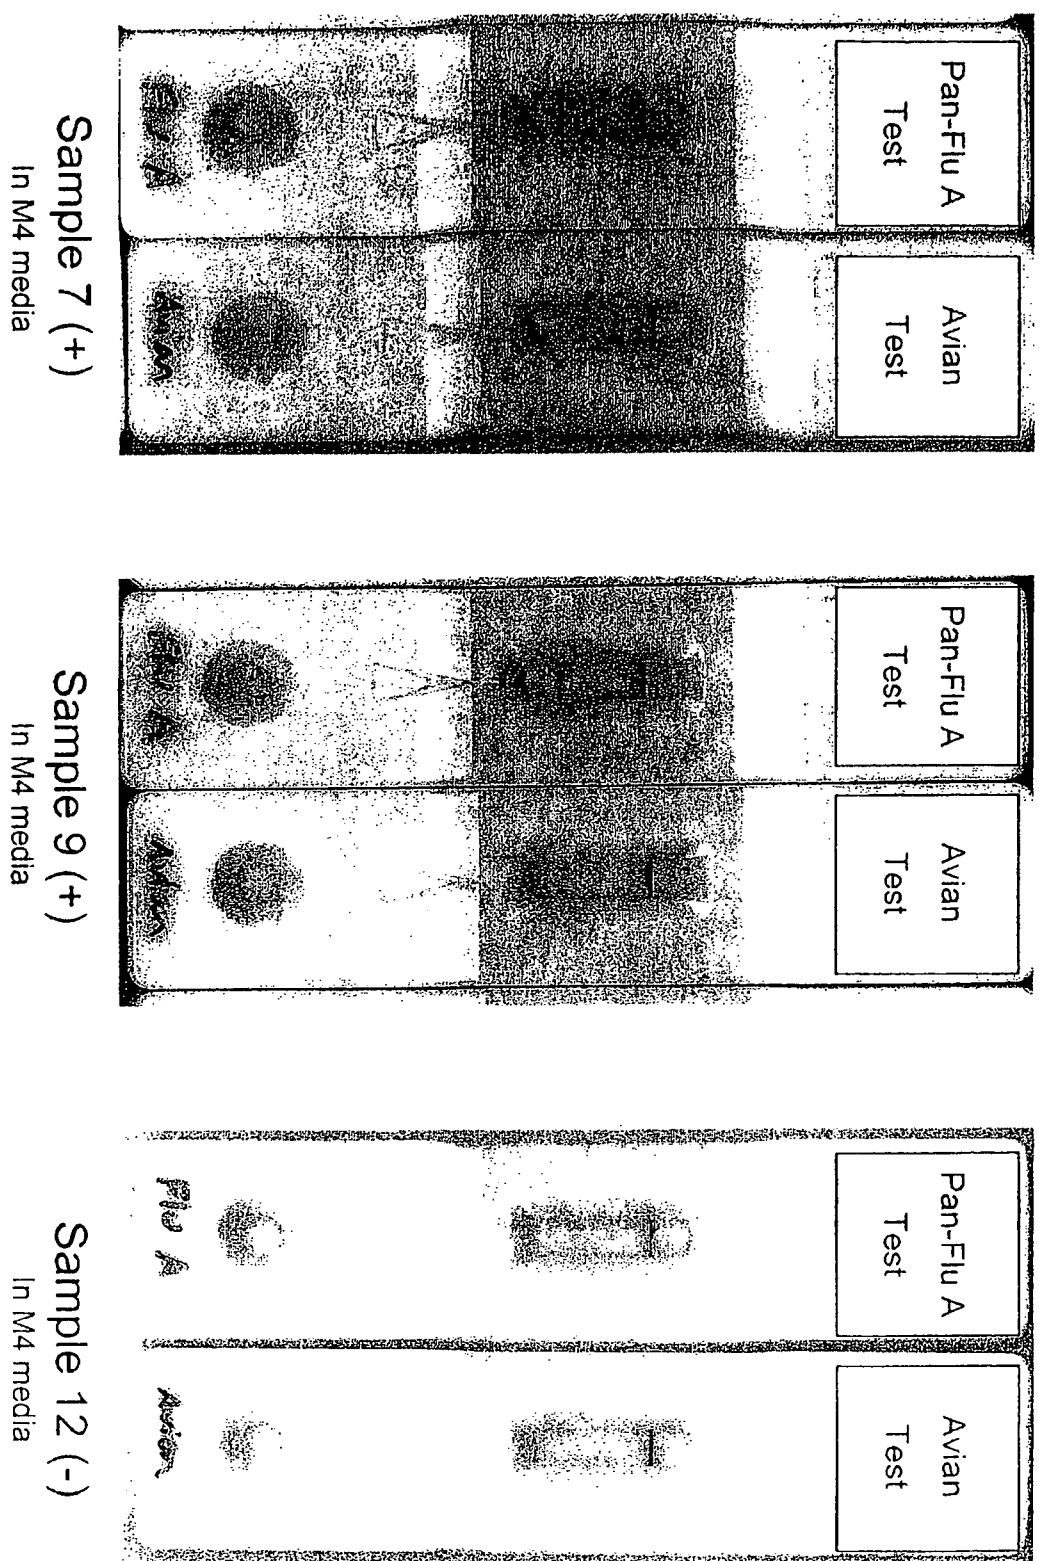 Pan-Flu A
Test
Avian
Test
Flu A
Avian
Sample 7 (+)
In M4 media
Pan-Flu A
Test
Avian
Test
Flu A
Avian
Sample 9 (+)
In M4 media
Pan-Flu A
Test
Avian
Test
Flu A
Avian
Sample 12 (-)
In M4 media